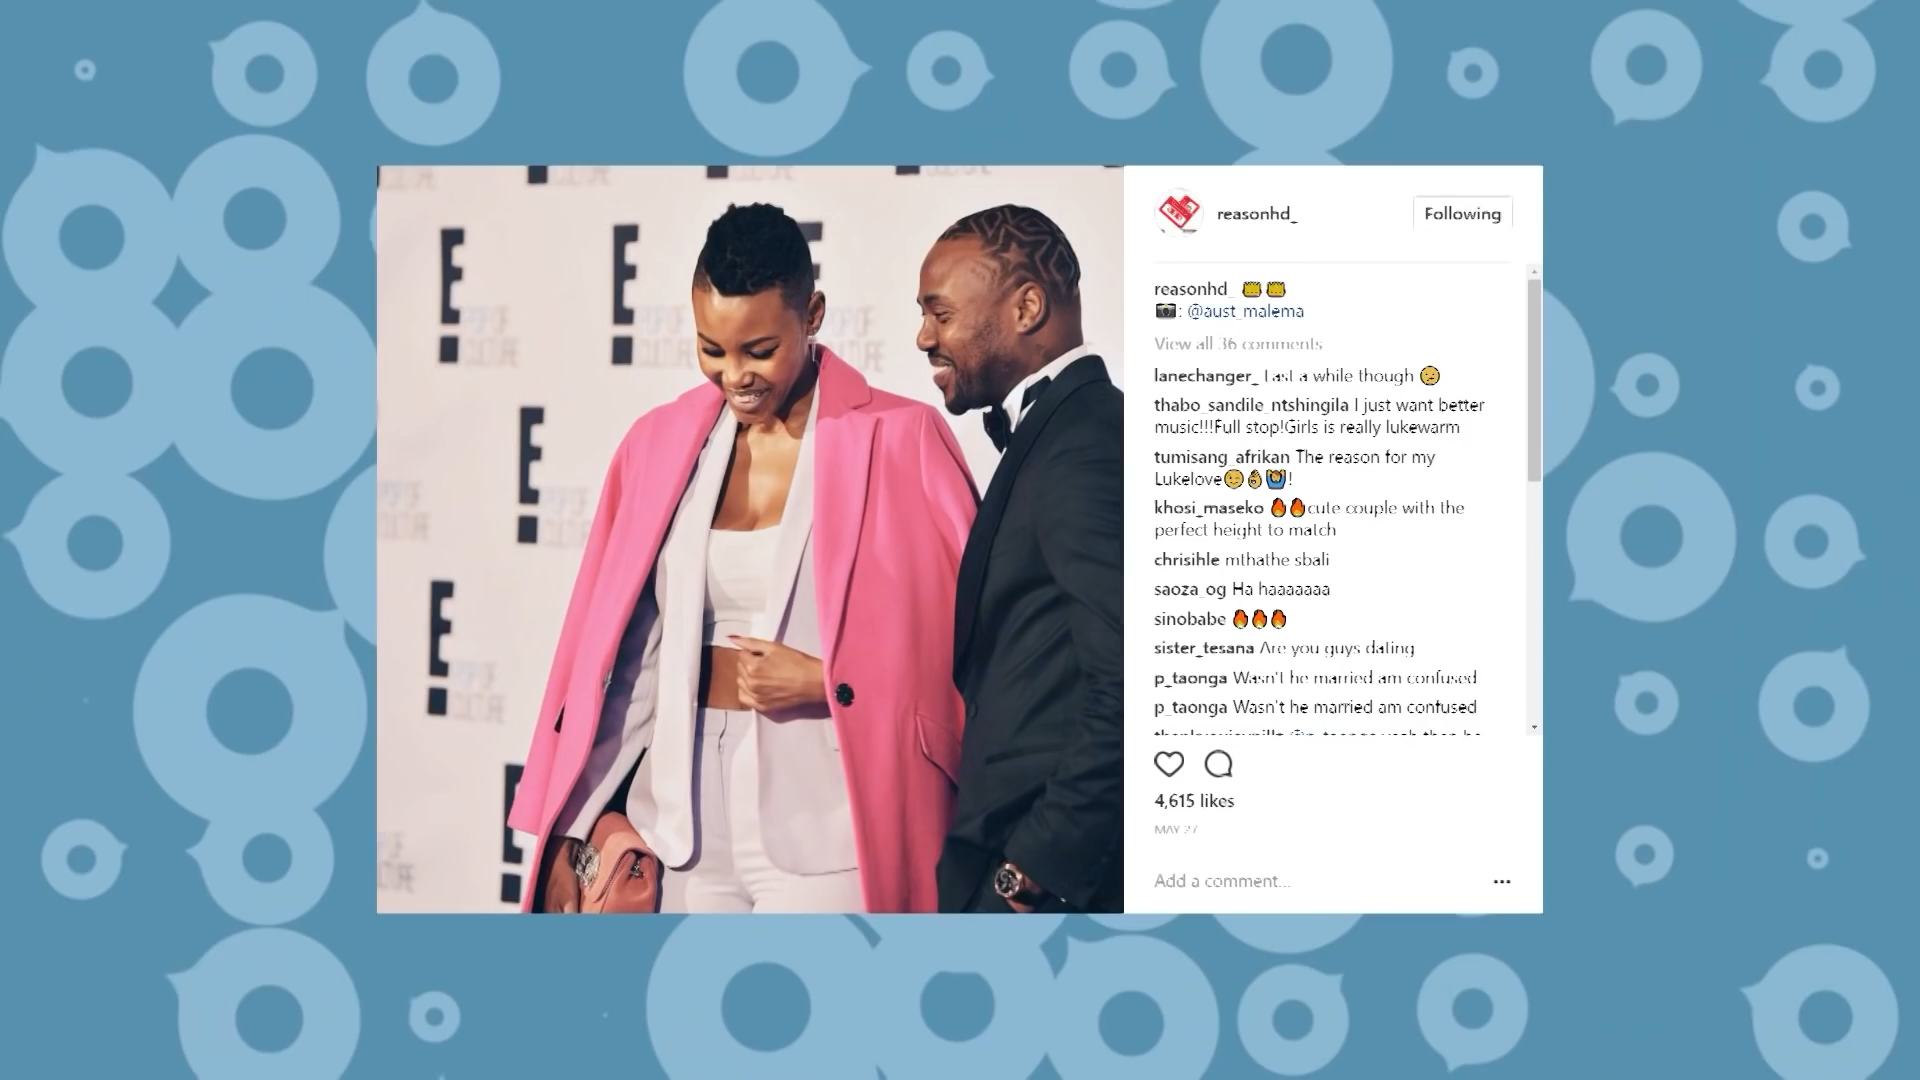 E!
POP OF
CULTURE
reasonhd_
Following
reasonhd_
: @aust_malema
View all 36 comments
lanechanger_ Last a while though
thabo_sandile_ntshingila I just want better
music!!!Full stop!Girls is really lukewarm
tumisang_afrikan The reason for my
Lukelove!
khosi_maseko cute couple with the
perfect height to match
chrisihle mthathe sbali
saoza_og Ha haaaaaaa
sinobabe
sister_tesana Are you guys dating
p_taonga Wasn't he married am confused
p_taonga Wasn't he married am confused
4,615 likes
MAY 27
Add a comment...